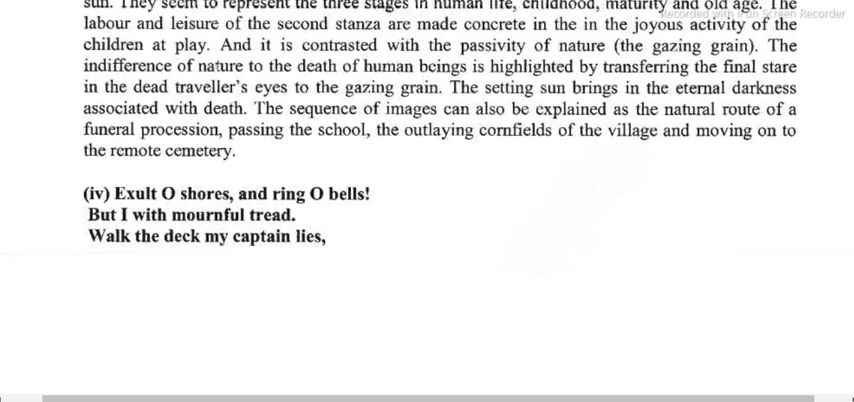 sun. They seem to represent the three stages in human life, childhood, maturity and old age. The
Recorded with iFun Screen Recorder
labour and leisure of the second stanza are made concrete in the in the joyous activity of the
children at play. And it is contrasted with the passivity of nature (the gazing grain). The
indifference of nature to the death of human beings is highlighted by transferring the final stare
in the dead traveller's eyes to the gazing grain. The setting sun brings in the eternal darkness
associated with death. The sequence of images can also be explained as the natural route of a
funeral procession, passing the school, the outlaying cornfields of the village and moving on to
the remote cemetery.
(iv) Exult O shores, and ring O bells!
But I with mournful tread.
Walk the deck my captain lies,